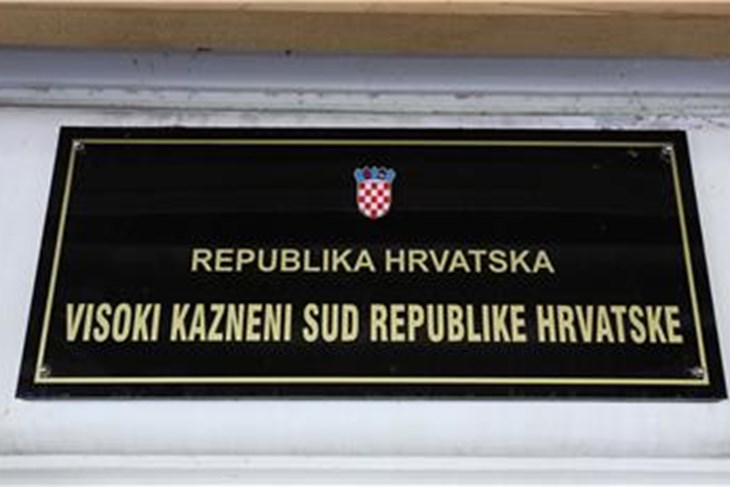 REPUBLIKA HRVATSKA
VISOKI KAZNENI SUD REPUBLIKE HRVATSKE